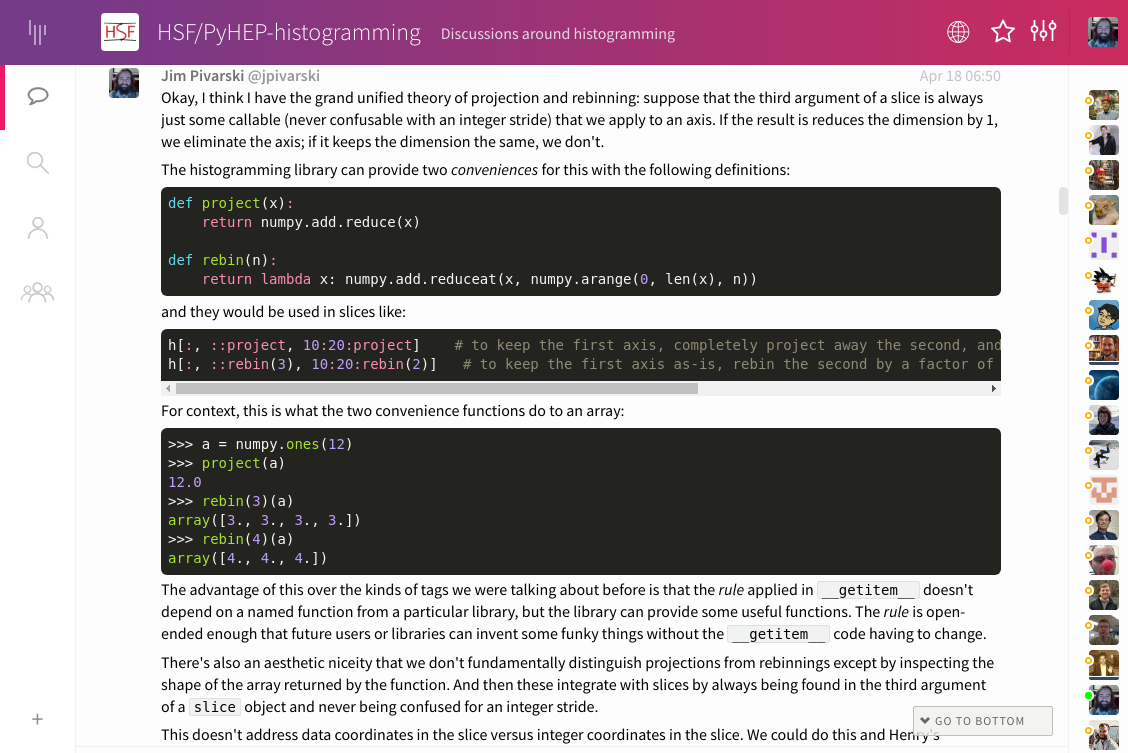 HSF HSF/PyHEP-histogramming Discussions around histogramming
Jim Pivarski @jpivarski Apr 18 06:50
Okay, I think I have the grand unified theory of projection and rebinning: suppose that the third argument of a slice is always
just some callable (never confusable with an integer stride) that we apply to an axis. If the result is reduces the dimension by 1,
we eliminate the axis; if it keeps the dimension the same, we don't.
The histogramming library can provide two conveniences for this with the following definitions:
def project(x):
    return numpy.add.reduce(x)
def rebin(n):
    return lambda x: numpy.add.reduceat(x, numpy.arange(0, len(x), n))
and they would be used in slices like:
h[:, ::project, 10:20:project]    # to keep the first axis, completely project away the second, and
h[:, ::rebin(3), 10:20:rebin(2)]   # to keep the first axis as-is, rebin the second by a factor of
For context, this is what the two convenience functions do to an array:
>>> a = numpy.ones(12)
>>> project(a)
12.0
>>> rebin(3)(a)
array([3., 3., 3., 3.])
>>> rebin(4)(a)
array([4., 4., 4.])
The advantage of this over the kinds of tags we were talking about before is that the rule applied in __getitem__ doesn't
depend on a named function from a particular library, but the library can provide some useful functions. The rule is open-
ended enough that future users or libraries can invent some funky things without the __getitem__ code having to change.
There's also an aesthetic niceity that we don't fundamentally distinguish projections from rebinnings except by inspecting the
shape of the array returned by the function. And then these integrate with slices by always being found in the third argument
of a slice object and never being confused for an integer stride.
GO TO BOTTOM
This doesn't address data coordinates in the slice versus integer coordinates in the slice. We could do this and Henry's